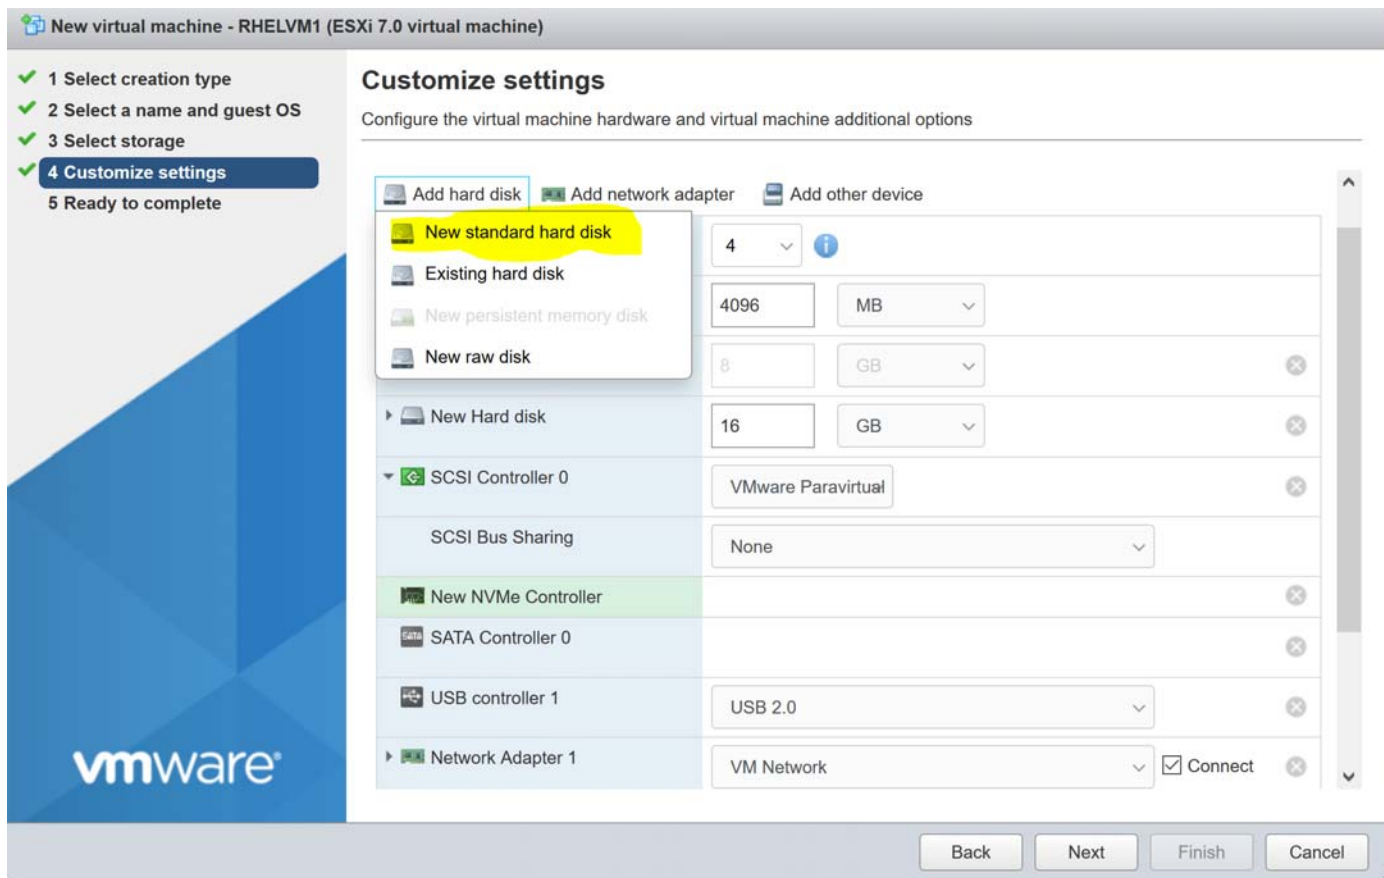 New virtual machine - RHELVM1 (ESXi 7.0 virtual machine)
1 Select creation type
2 Select a name and guest OS
3 Select storage
4 Customize settings
5 Ready to complete
vmware®
Customize settings
Configure the virtual machine hardware and virtual machine additional options
Add hard disk Add network adapter Add other device
New standard hard disk
Existing hard disk
New persistent memory disk
New raw disk
4
4096 MB
8 GB
New Hard disk 16 GB
SCSI Controller 0 VMware Paravirtual
SCSI Bus Sharing None
New NVMe Controller
SATA SATA Controller 0
USB controller 1 USB 2.0
Network Adapter 1 VM Network Connect
Back Next Finish Cancel